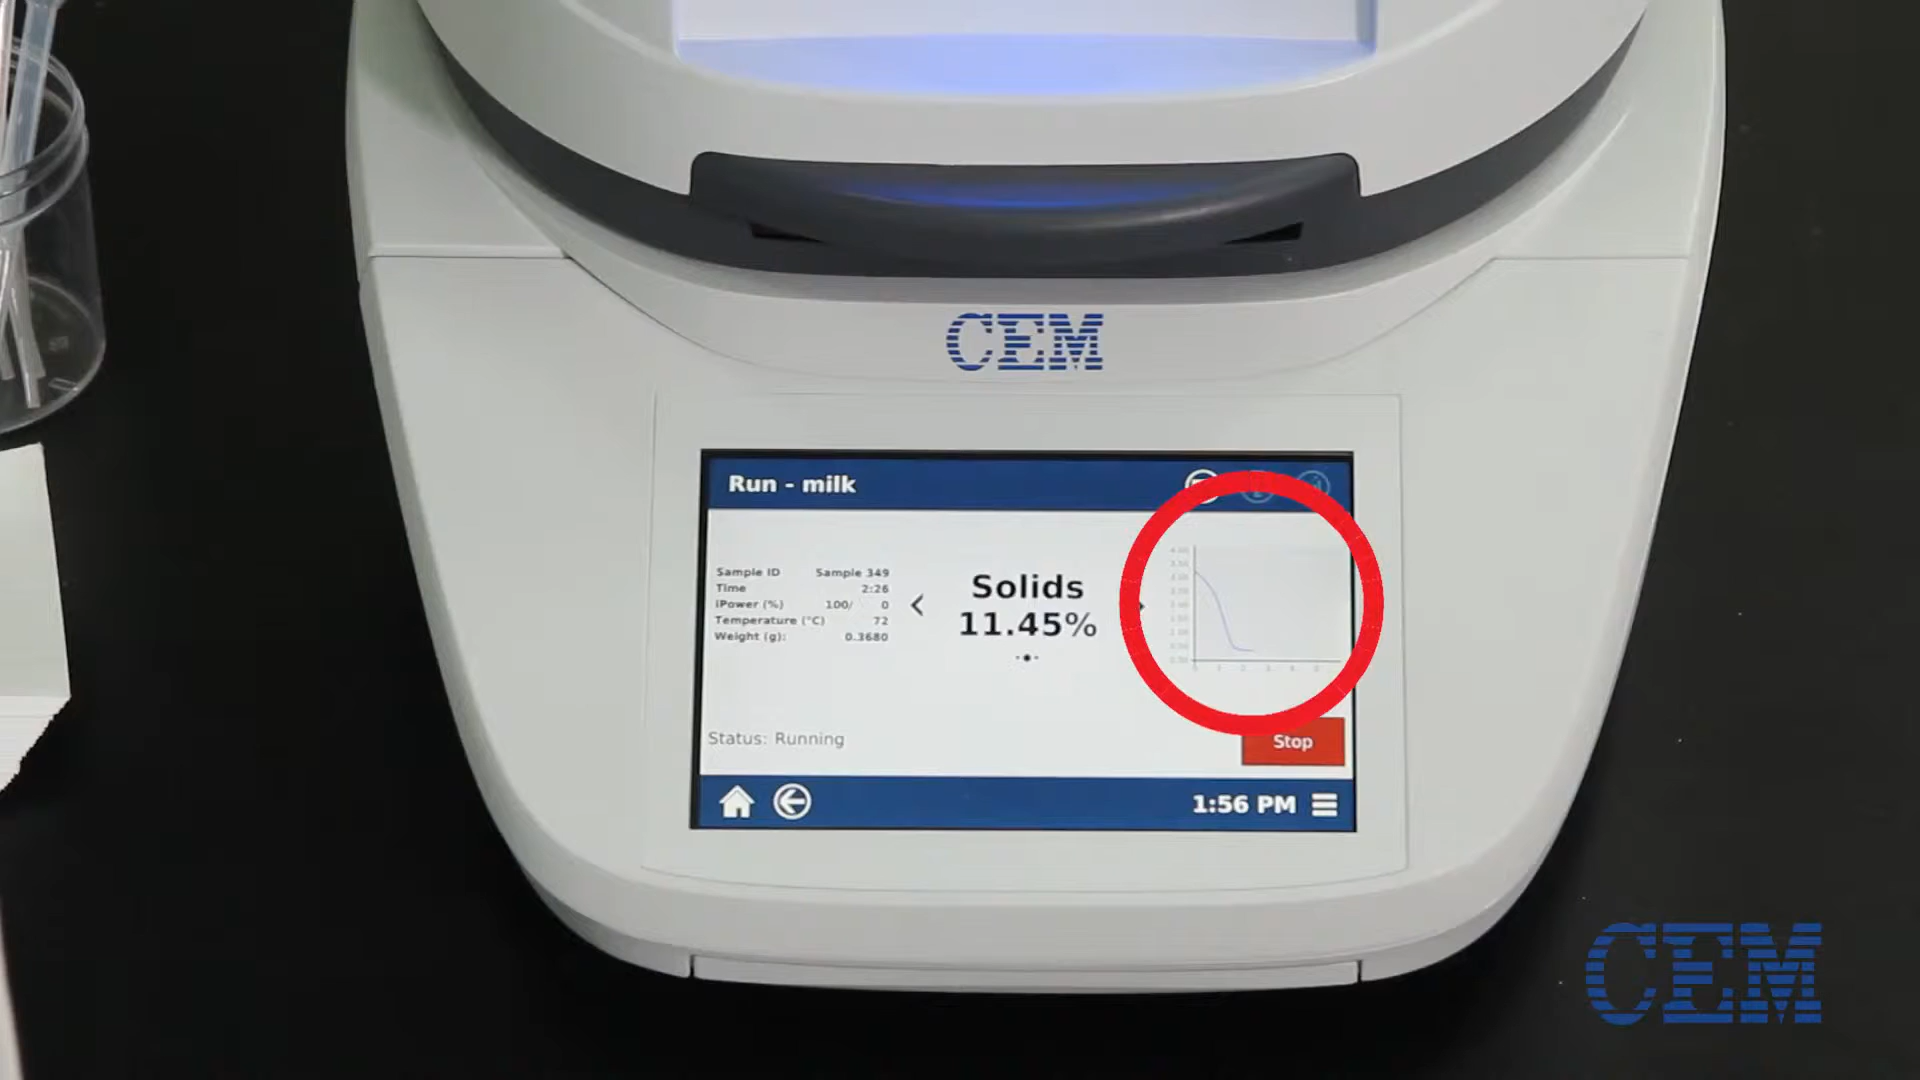 CEM
Run - milk
Sample ID Sample 349
Time 2:26
iPower (%) 100/ 0
Temperature (°C) 72
Weight (g): 0.3680
Solids
11.45%
Status: Running
Stop
1:56 PM
CEM